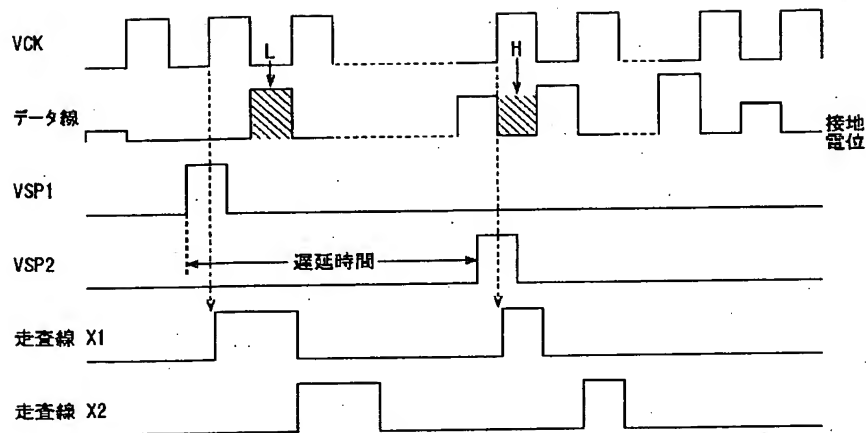 VCK
L
H
データ線
接地
電位
VSP1
VSP2
遅延時間
走査線 X1
走査線 X2